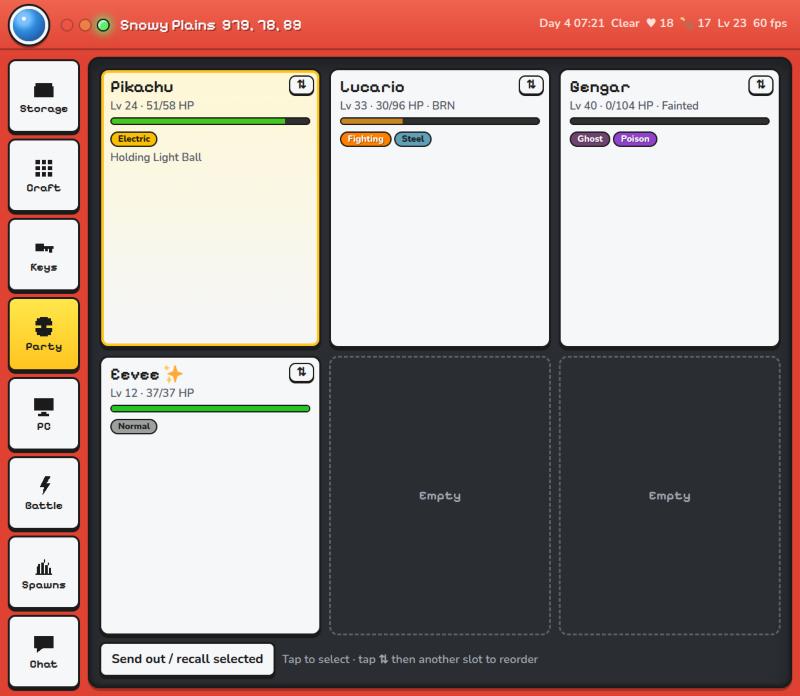 Snowy Plains 979, 78, 89
Day 4 07:21 Clear ♥ 18 🍗 17 Lv 23 60 fps
Storage
Craft
Keys
Party
PC
Battle
Spawns
Chat
Pikachu
Lv 24 · 51/58 HP
Electric
Holding Light Ball
Lucario
Lv 33 · 30/96 HP · BRN
Fighting Steel
Gengar
Lv 40 · 0/104 HP · Fainted
Ghost Poison
Eevee ✨
Lv 12 · 37/37 HP
Normal
Empty
Empty
Send out / recall selected
Tap to select · tap ⇅ then another slot to reorder